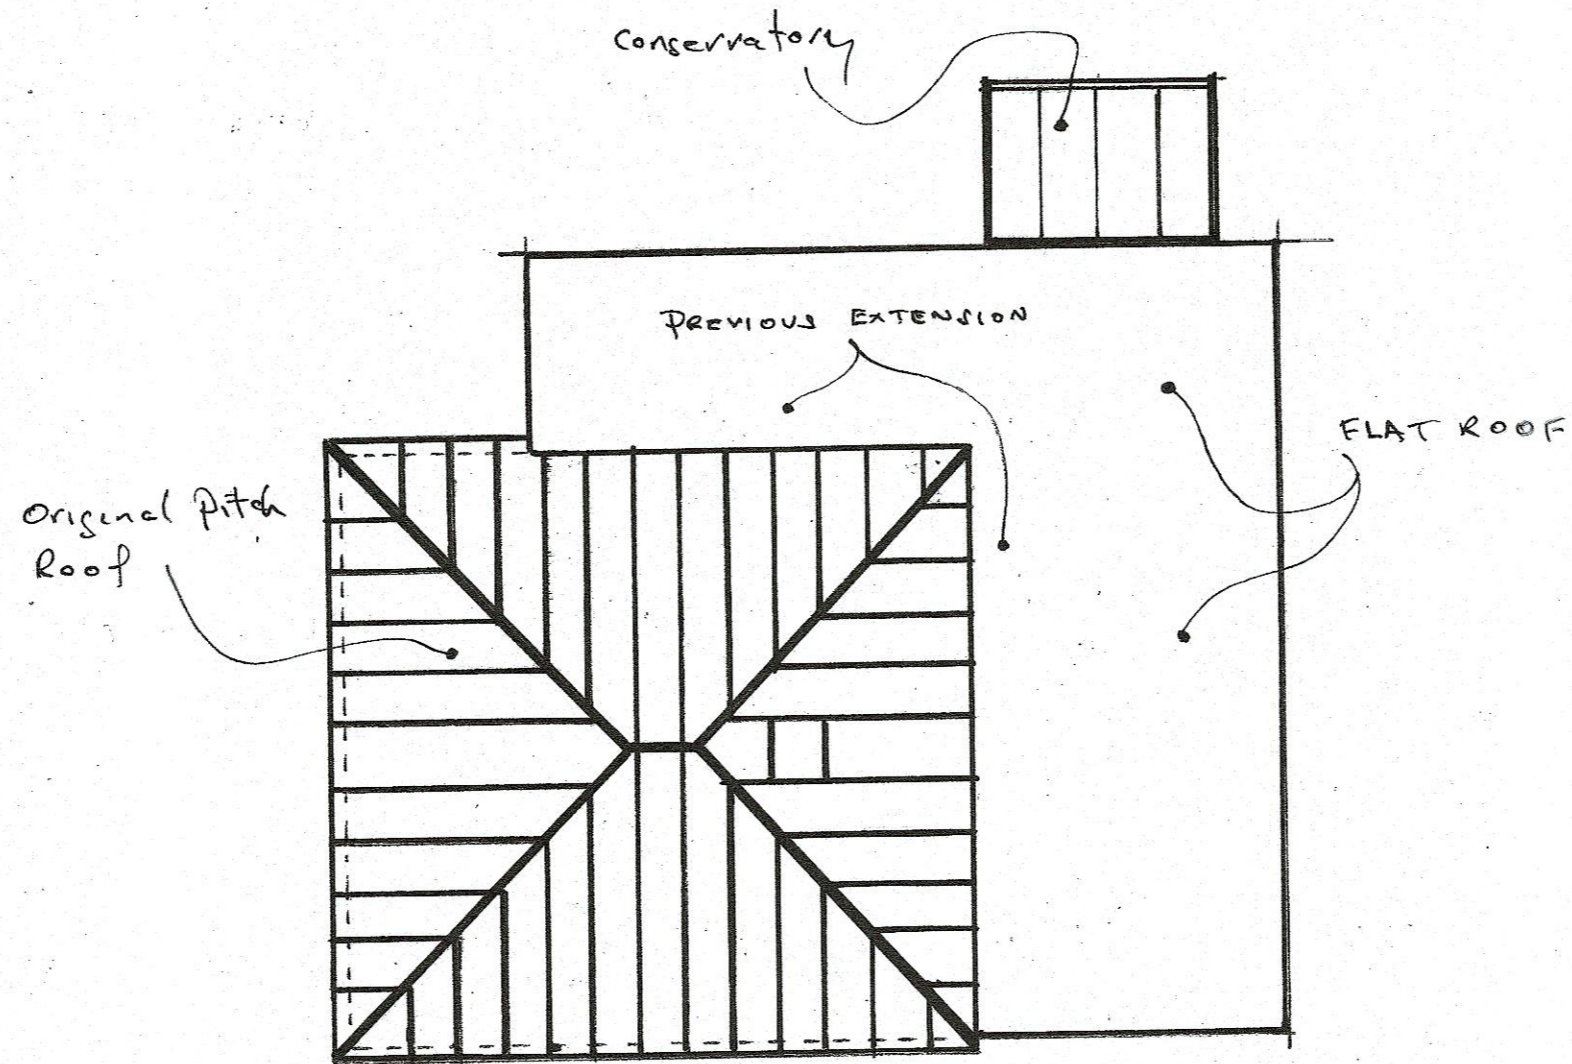 Conservatory
PREVIOUS EXTENSION
FLAT ROOF
Original Pitch
Roof